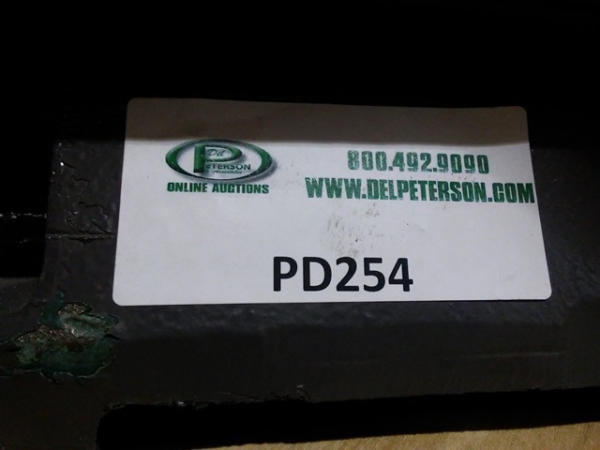 Del
PETERSON
ONLINE AUCTIONS
800.492.9090
WWW.DELPETERSON.COM
PD254